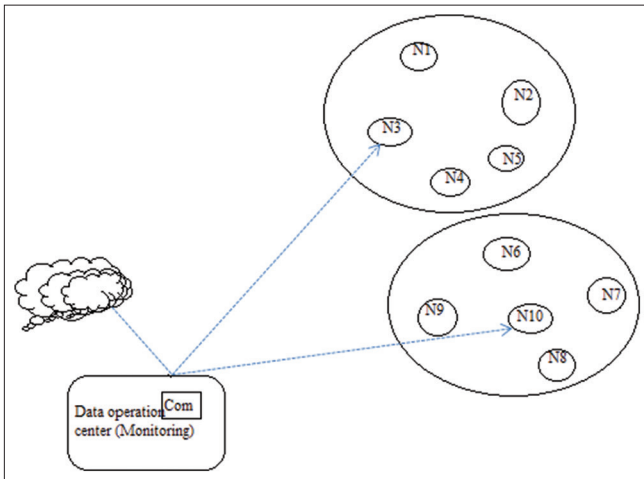 N1
N2
N3
N5
N4
N6
N7
N9
N10
N8
Com
Data operation
center (Monitoring)